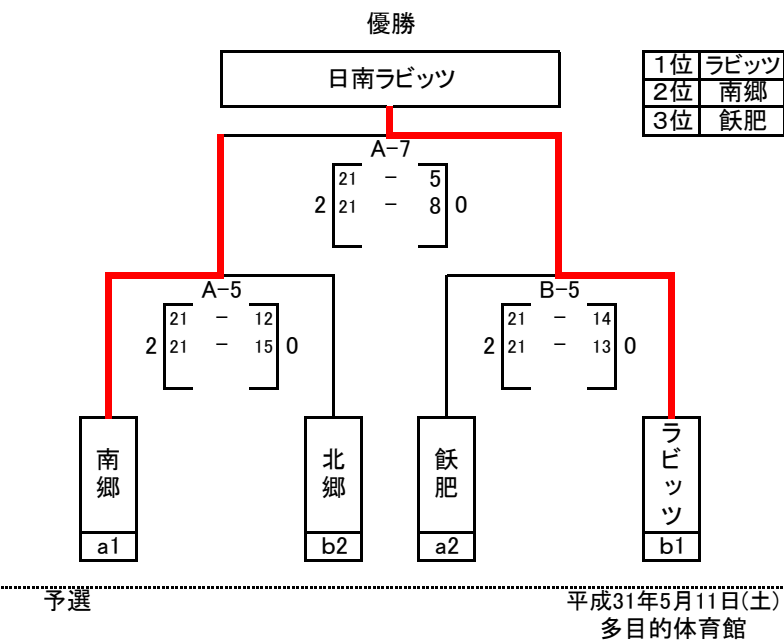 優勝
日南ラビッツ
1位 ラビッツ
2位 南郷
3位 飫肥
A-7
21 - 5
2 21 - 8 0
A-5
21 - 12
2 21 - 15 0
B-5
21 - 14
2 21 - 13 0
南郷
北郷
飫肥
ラビッツ
a1
b2
a2
b1
予選
平成31年5月11日(土)
多目的体育館